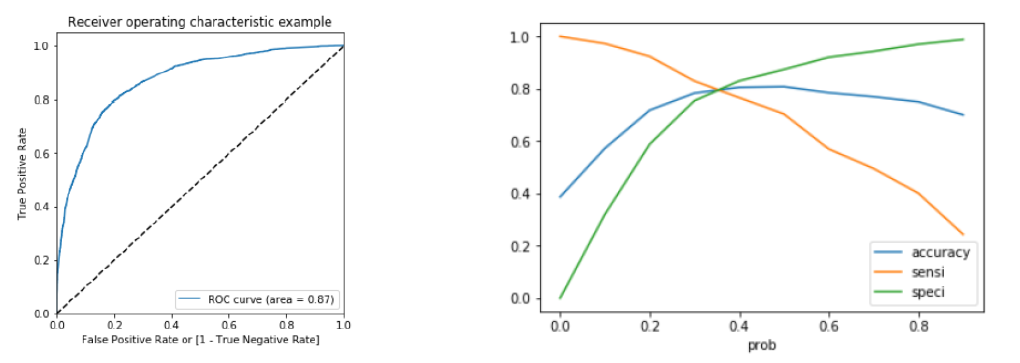 Receiver operating characteristic example
1.0
0.8
0.6
0.4
0.2
0.0
True Positive Rate
ROC curve (area = 0.87)
0.0 0.2 0.4 0.6 0.8 1.0
False Positive Rate or [1 - True Negative Rate]
1.0
0.8
0.6
0.4
0.2
0.0
accuracy
sensi
speci
0.0 0.2 0.4 0.6 0.8
prob